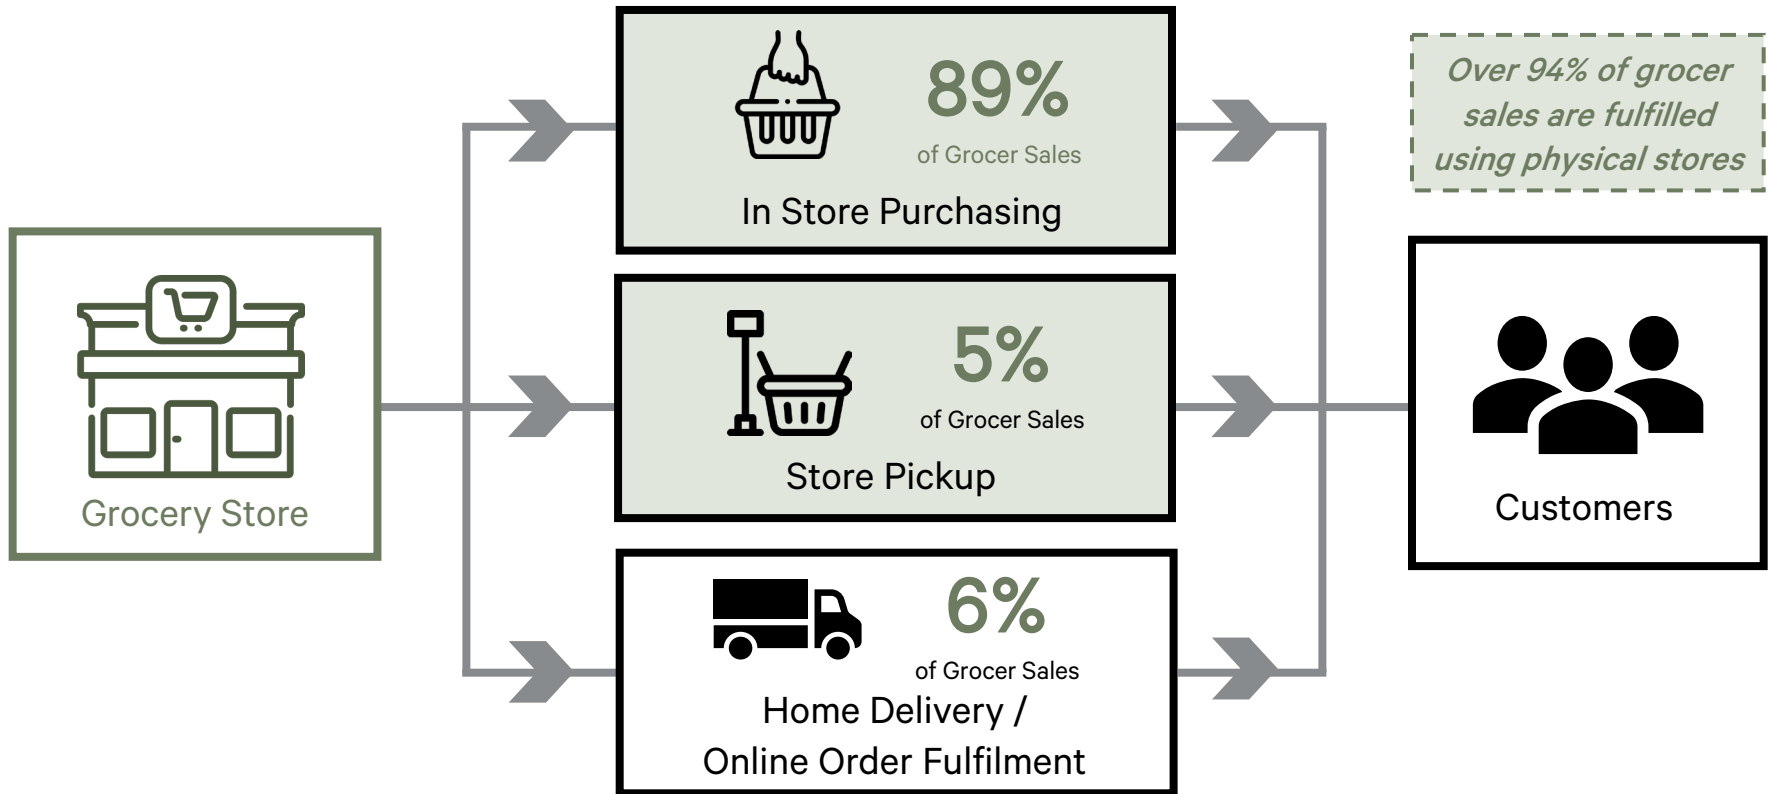 89%
of Grocer Sales
In Store Purchasing
Over 94% of grocer
sales are fulfilled
using physical stores
Grocery Store
5%
of Grocer Sales
Store Pickup
Customers
6%
of Grocer Sales
Home Delivery /
Online Order Fulfilment